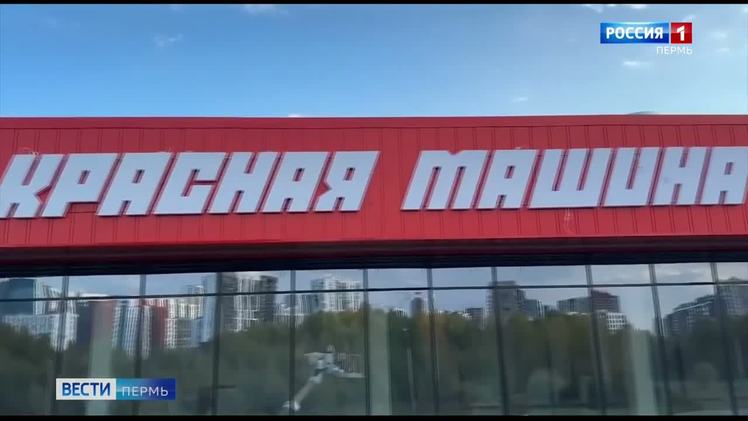 РОССИЯ 1
ПЕРМЬ
КРАСНАЯ МАШИНА
ВЕСТИ ПЕРМЬ